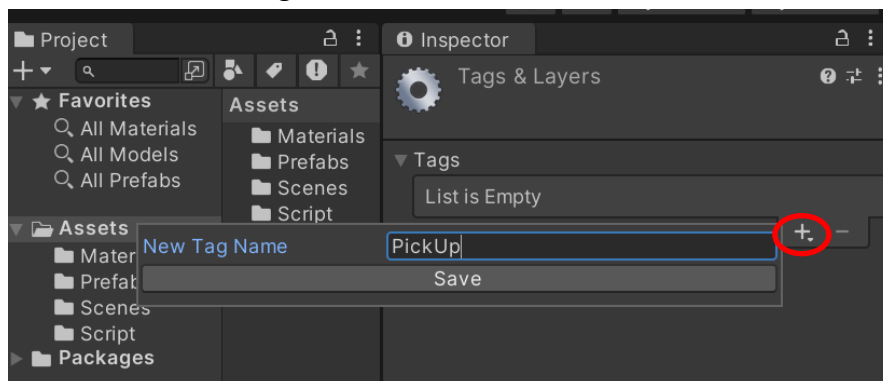 Project
Inspector
Tags & Layers
Favorites
All Materials
All Models
All Prefabs
Assets
Materials
Prefabs
Scenes
Script
Tags
List is Empty
Assets
Mater
Prefab
Scenes
Script
Packages
New Tag Name
PickUp
Save